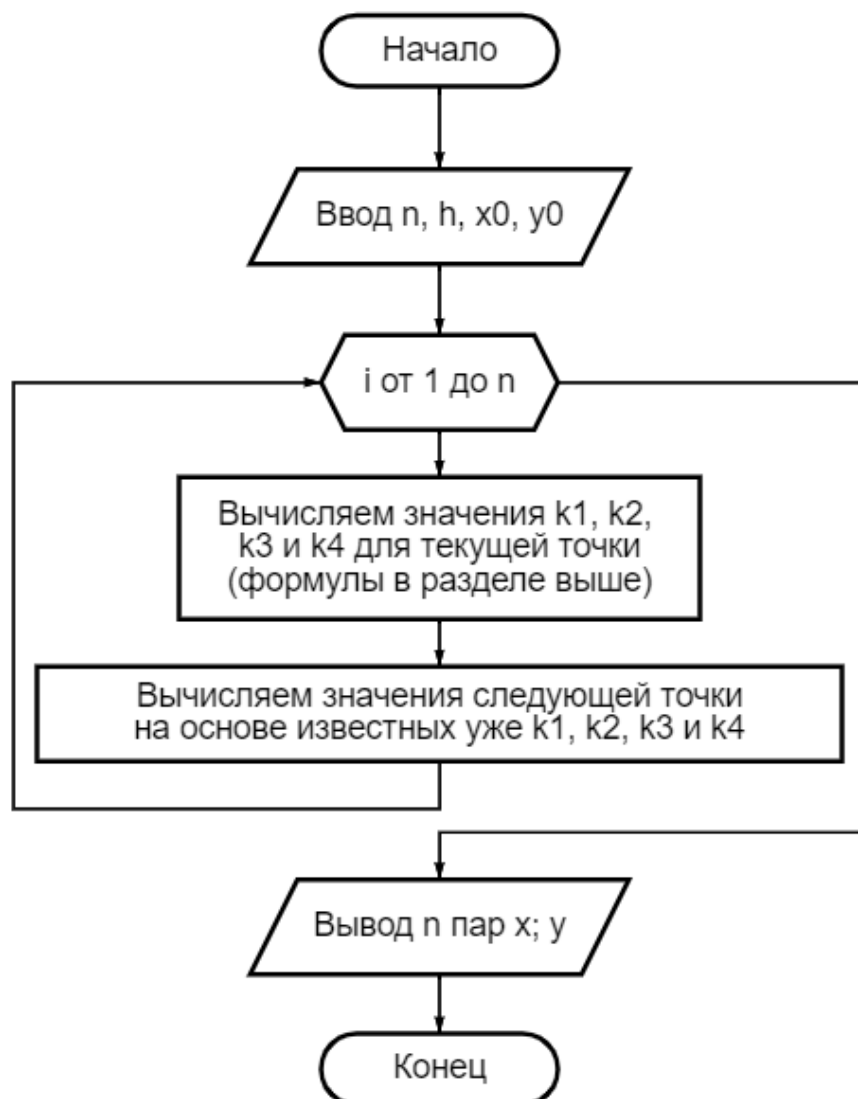 Начало
Ввод n, h, x0, y0
i от 1 до n
Вычисляем значения k1, k2,
k3 и k4 для текущей точки
(формулы в разделе выше)
Вычисляем значения следующей точки
на основе известных уже k1, k2, k3 и k4
Вывод n пар x; y
Конец